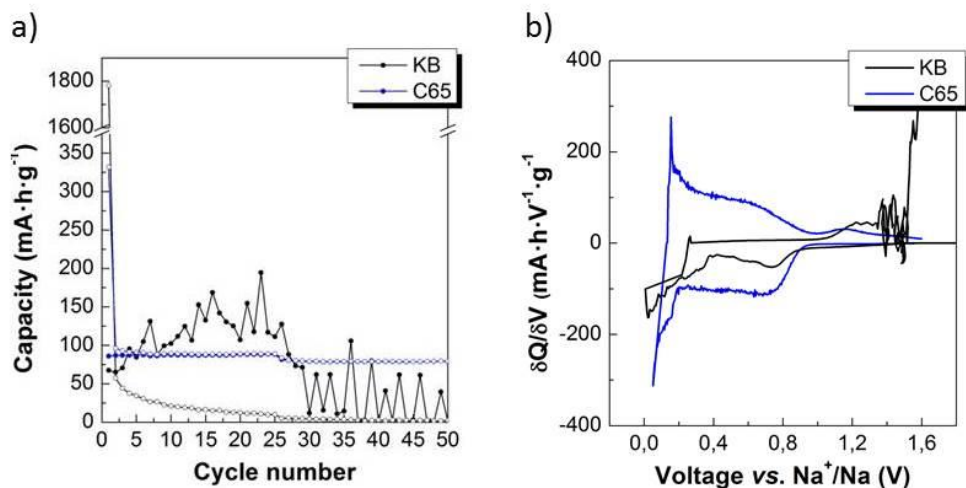 a)
KB
C65
1800
1600
350
300
250
200
150
100
50
0
0 5 10 15 20 25 30 35 40 45 50
Capacity (mA·h·g⁻¹)
Cycle number
b)
KB
C65
400
200
0
-200
-400
0,0 0,4 0,8 1,2 1,6
δQ/δV (mA·h·V⁻¹·g⁻¹)
Voltage vs. Na⁺/Na (V)